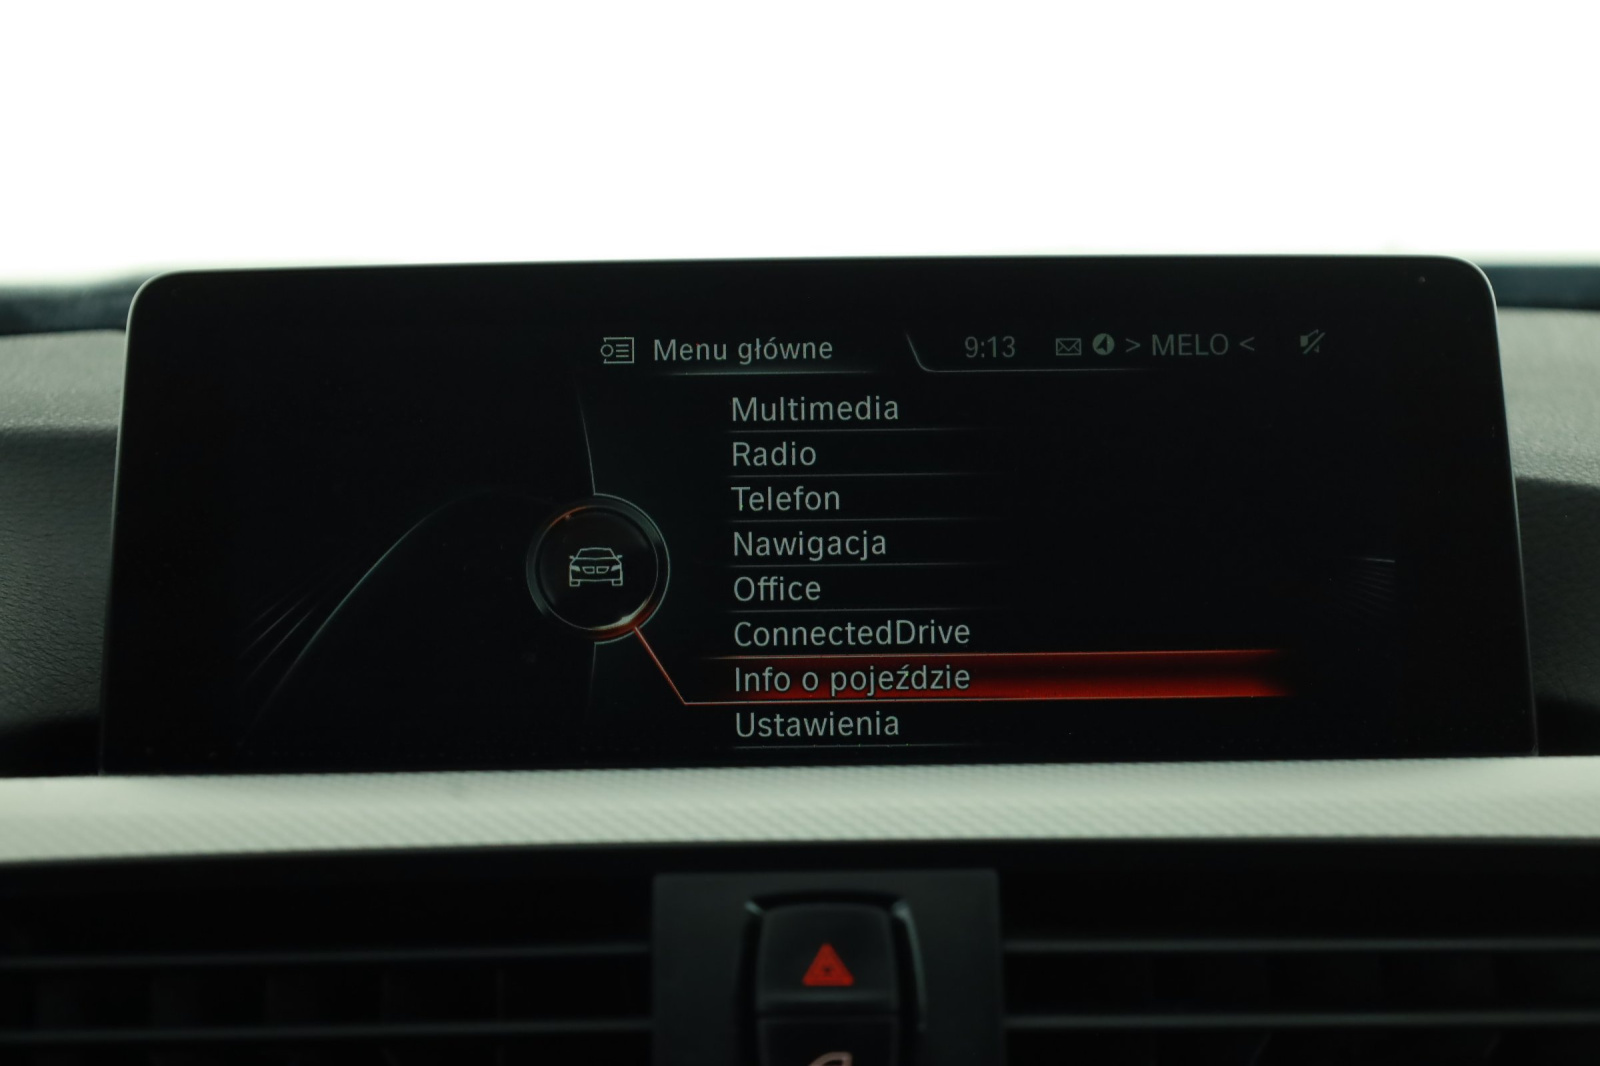 Menu główne
9:13 > MELO <
Multimedia
Radio
Telefon
Nawigacja
Office
ConnectedDrive
Info o pojeździe
Ustawienia